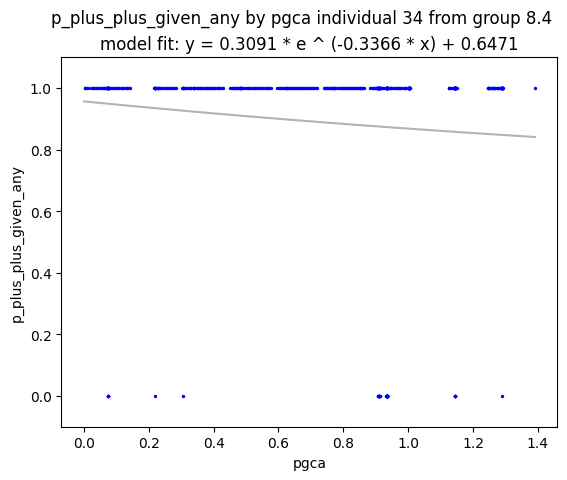 p_plus_plus_given_any by pgca individual 34 from group 8.4
model fit: y = 0.3091 * e ^ (-0.3366 * x) + 0.6471
1.0
0.8
0.6
0.4
0.2
0.0
p_plus_plus_given_any
0.0 0.2 0.4 0.6 0.8 1.0 1.2 1.4
pgca